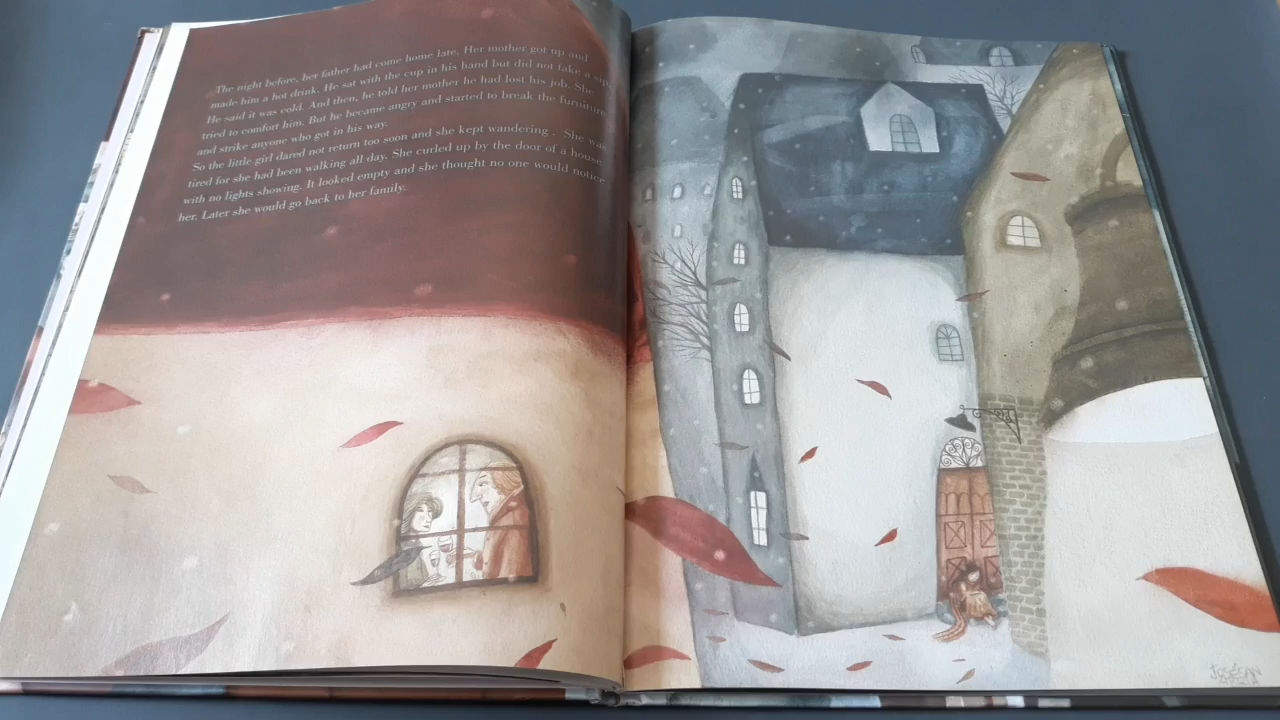 The night before, her father had come home late. Her mother got up and
made him a hot drink. He sat with the cup in his hand but did not take a sip.
He said it was cold. And then, he told her mother he had lost his job. She
tried to comfort him. But he became angry and started to break the furniture
and strike anyone who got in his way.
So the little girl dared not return too soon and she kept wandering . She was
tired for she had been walking all day. She curled up by the door of a house
with no lights showing. It looked empty and she thought no one would notice
her. Later she would go back to her family.